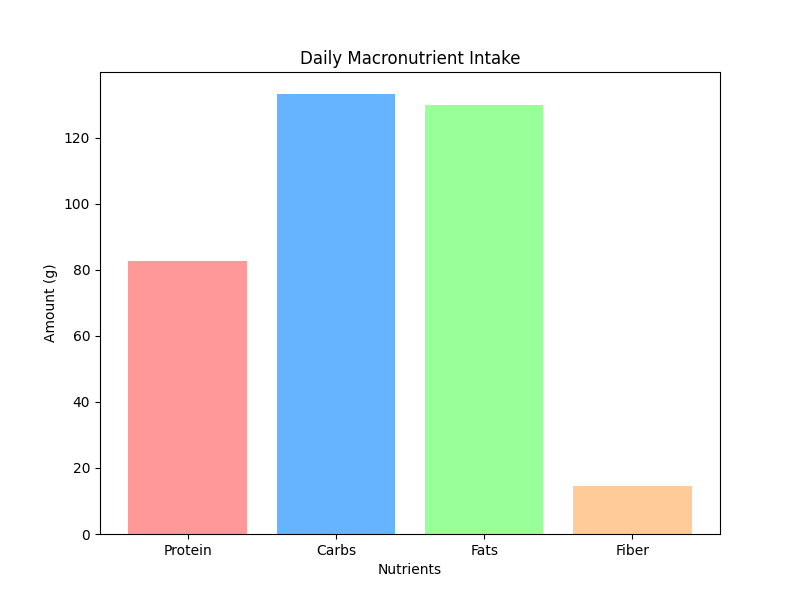 Daily Macronutrient Intake
120
100
80
60
40
20
0
Amount (g)
Protein Carbs Fats Fiber
Nutrients